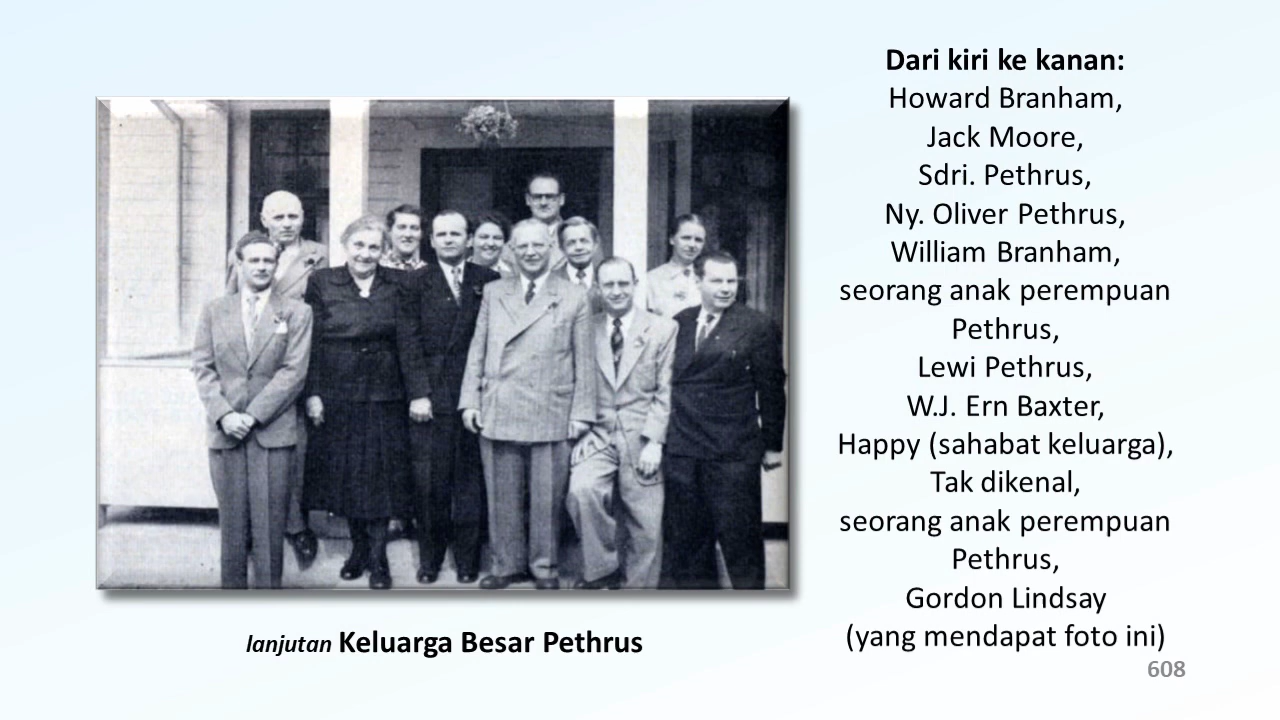 Dari kiri ke kanan:
Howard Branham,
Jack Moore,
Sdri. Pethrus,
Ny. Oliver Pethrus,
William Branham,
seorang anak perempuan
Pethrus,
Lewi Pethrus,
W.J. Ern Baxter,
Happy (sahabat keluarga),
Tak dikenal,
seorang anak perempuan
Pethrus,
Gordon Lindsay
(yang mendapat foto ini)
lanjutan Keluarga Besar Pethrus
608